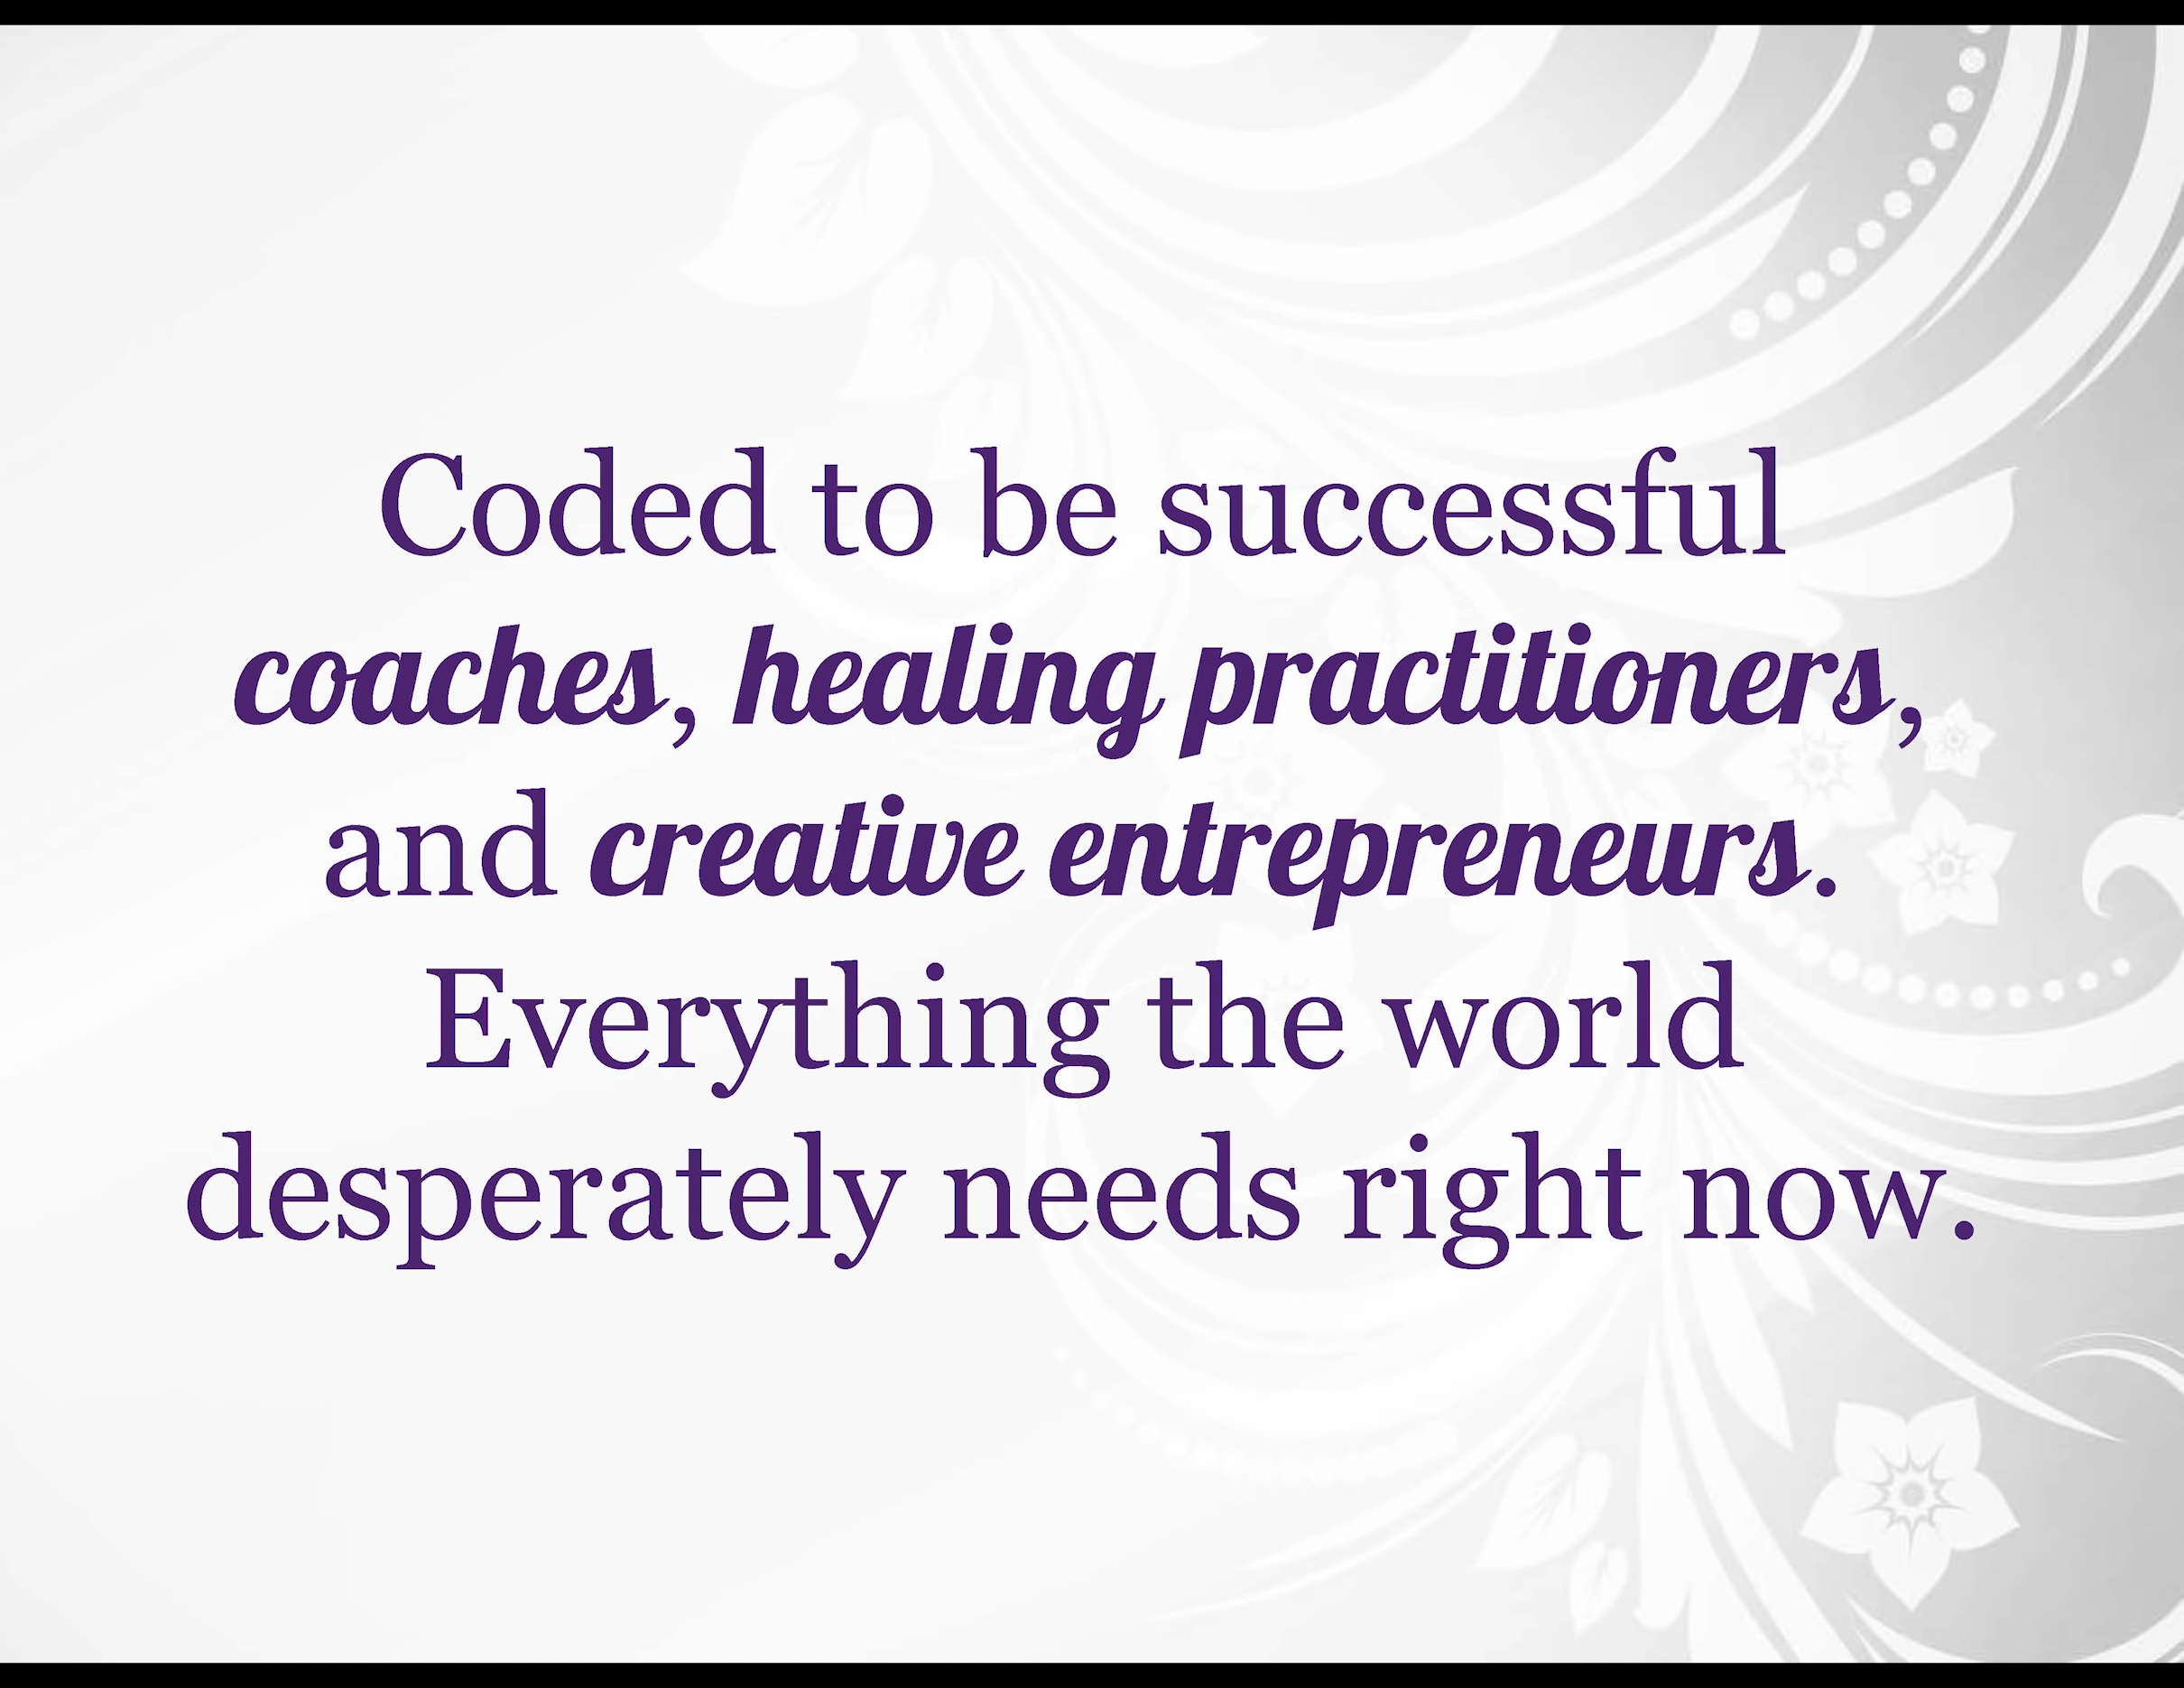 Coded to be successful
coaches, healing practitioners,
and creative entrepreneurs.
Everything the world
desperately needs right now.